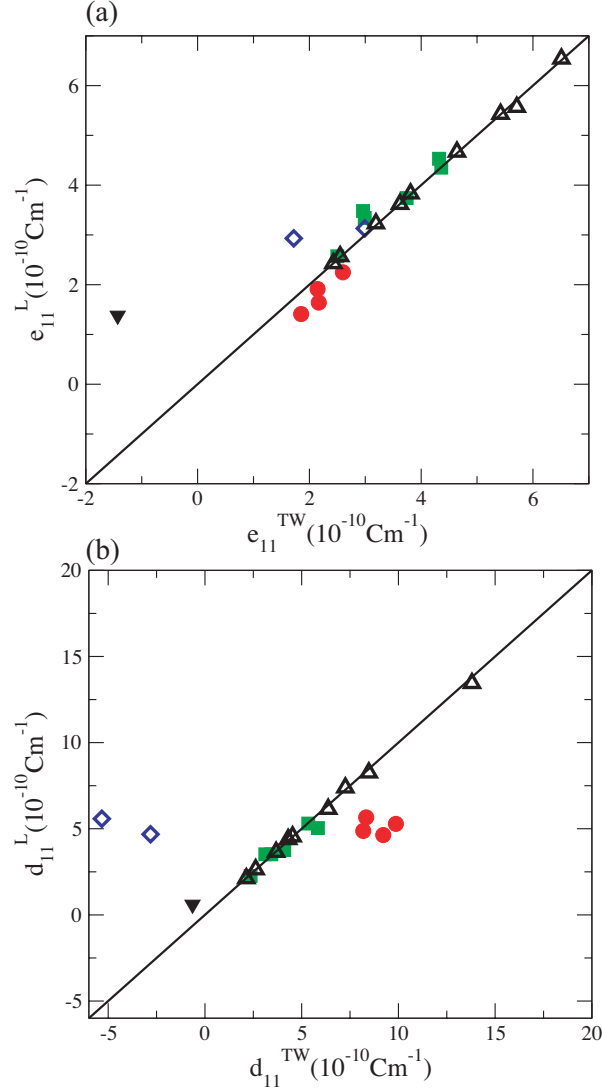 (a)
6
4
2
0
-2
-2 0 2 4 6
e₁₁ᴸ(10⁻¹⁰Cm⁻¹)
e₁₁ᵀᵂ(10⁻¹⁰Cm⁻¹)
(b)
20
15
10
5
0
-5
-5 0 5 10 15 20
d₁₁ᴸ(10⁻¹⁰Cm⁻¹)
d₁₁ᵀᵂ(10⁻¹⁰Cm⁻¹)